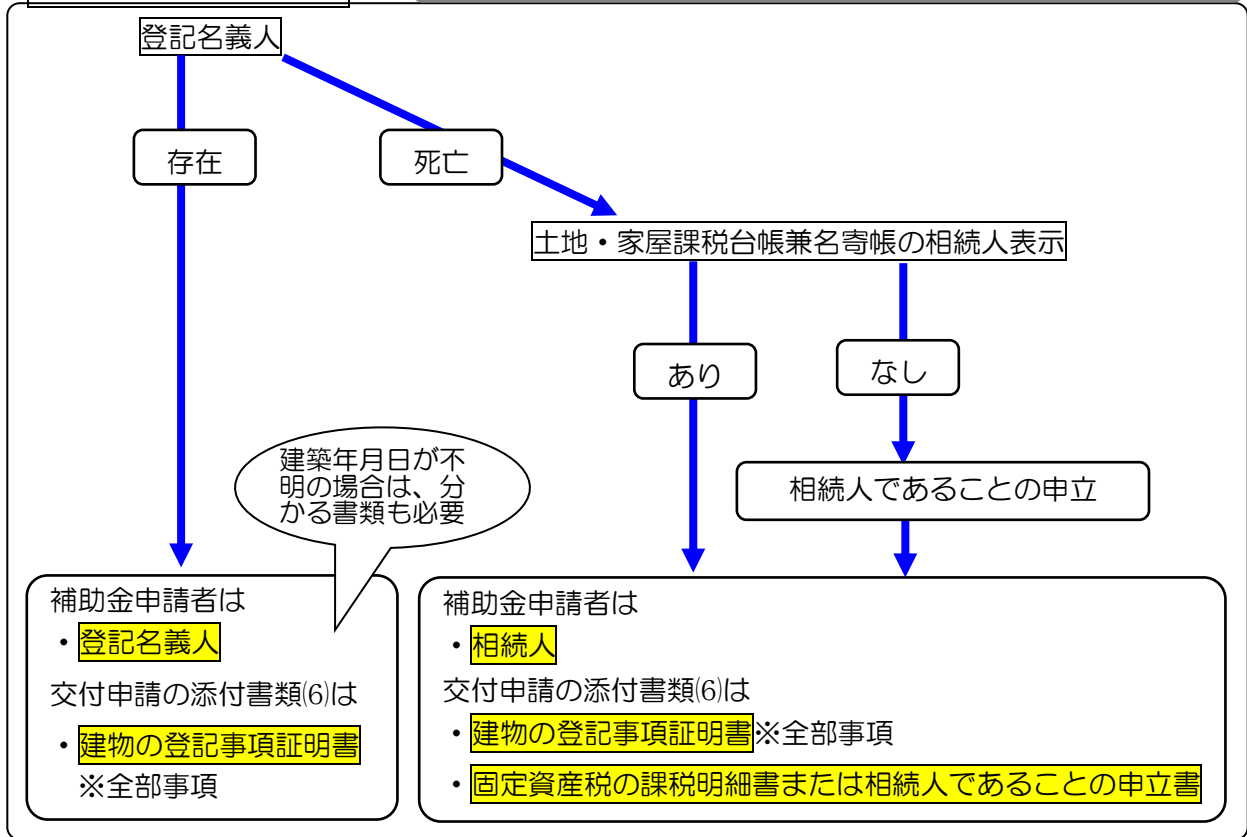 登記名義人
存在
死亡
土地・家屋課税台帳兼名寄帳の相続人表示
あり
なし
相続人であることの申立
建築年月日が不
明の場合は、分
かる書類も必要
補助金申請者は
・登記名義人
交付申請の添付書類⑹は
・建物の登記事項証明書
※全部事項
補助金申請者は
・相続人
交付申請の添付書類⑹は
・建物の登記事項証明書※全部事項
・固定資産税の課税明細書または相続人であることの申立書